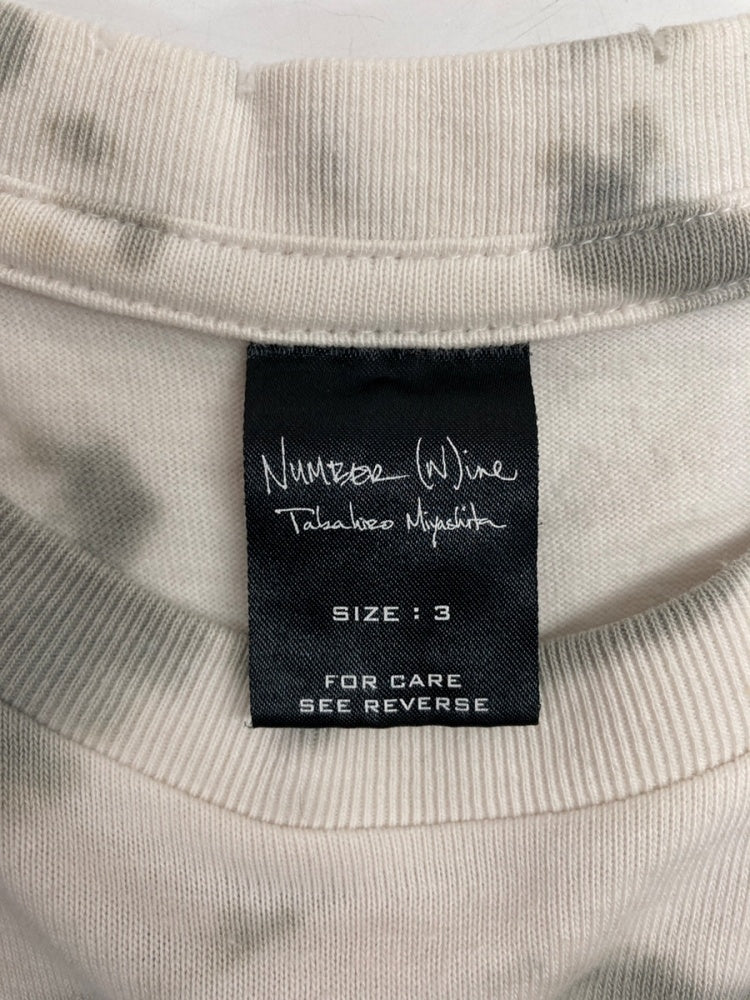 NUMBER (N)ine
Takahiro Miyashita
SIZE : 3
FOR CARE
SEE REVERSE